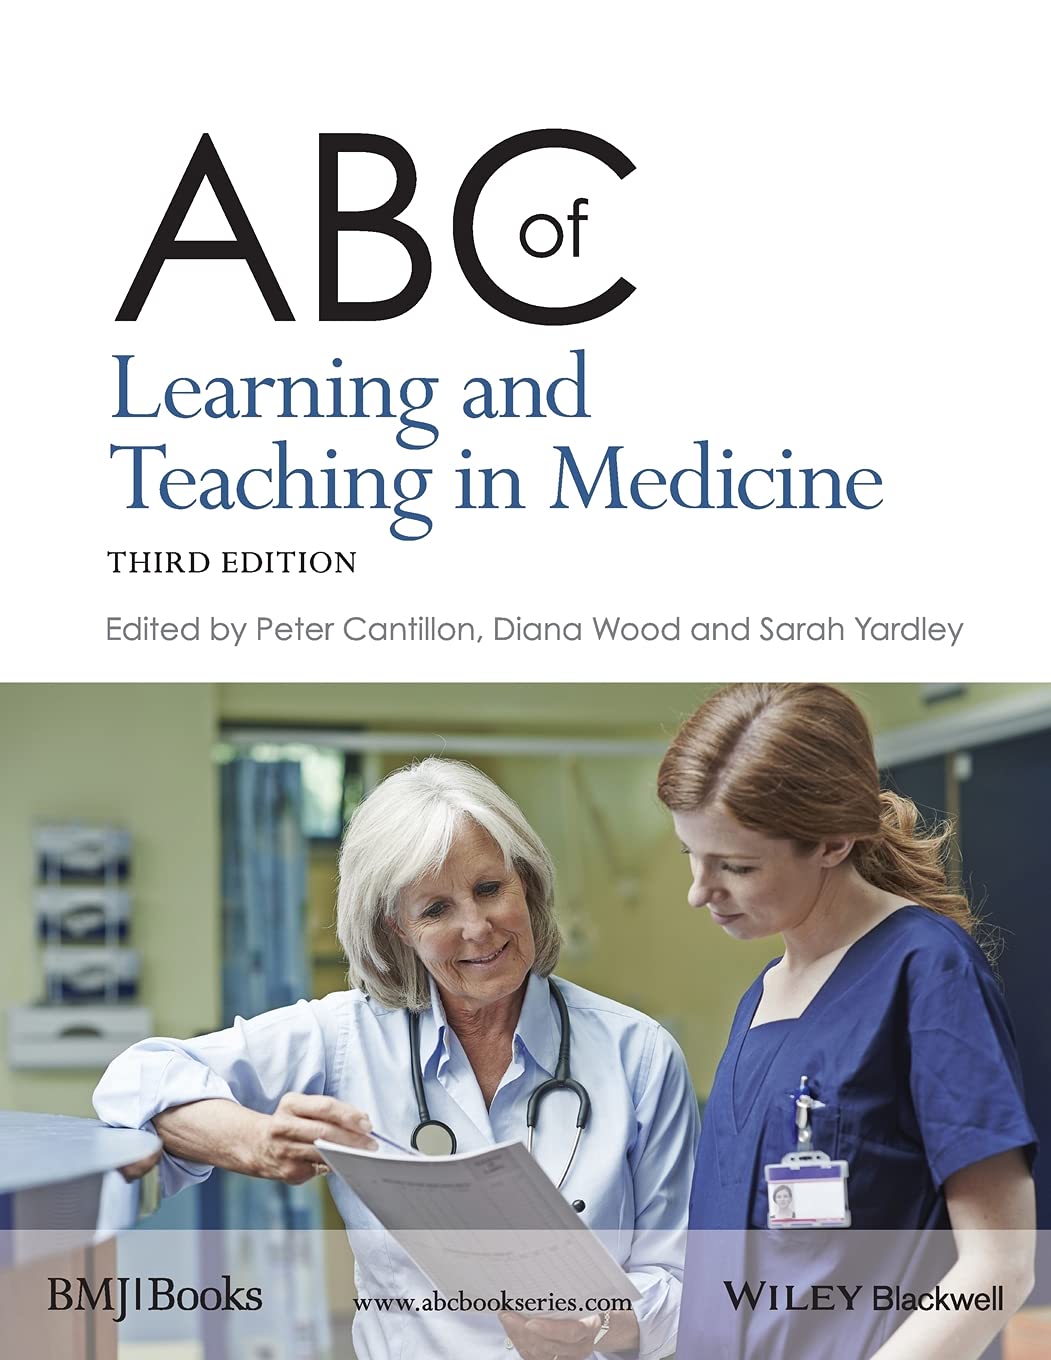 ABC of
Learning and
Teaching in Medicine
THIRD EDITION
Edited by Peter Cantillon, Diana Wood and Sarah Yardley
BMJ|Books
www.abcbookseries.com
WILEY Blackwell